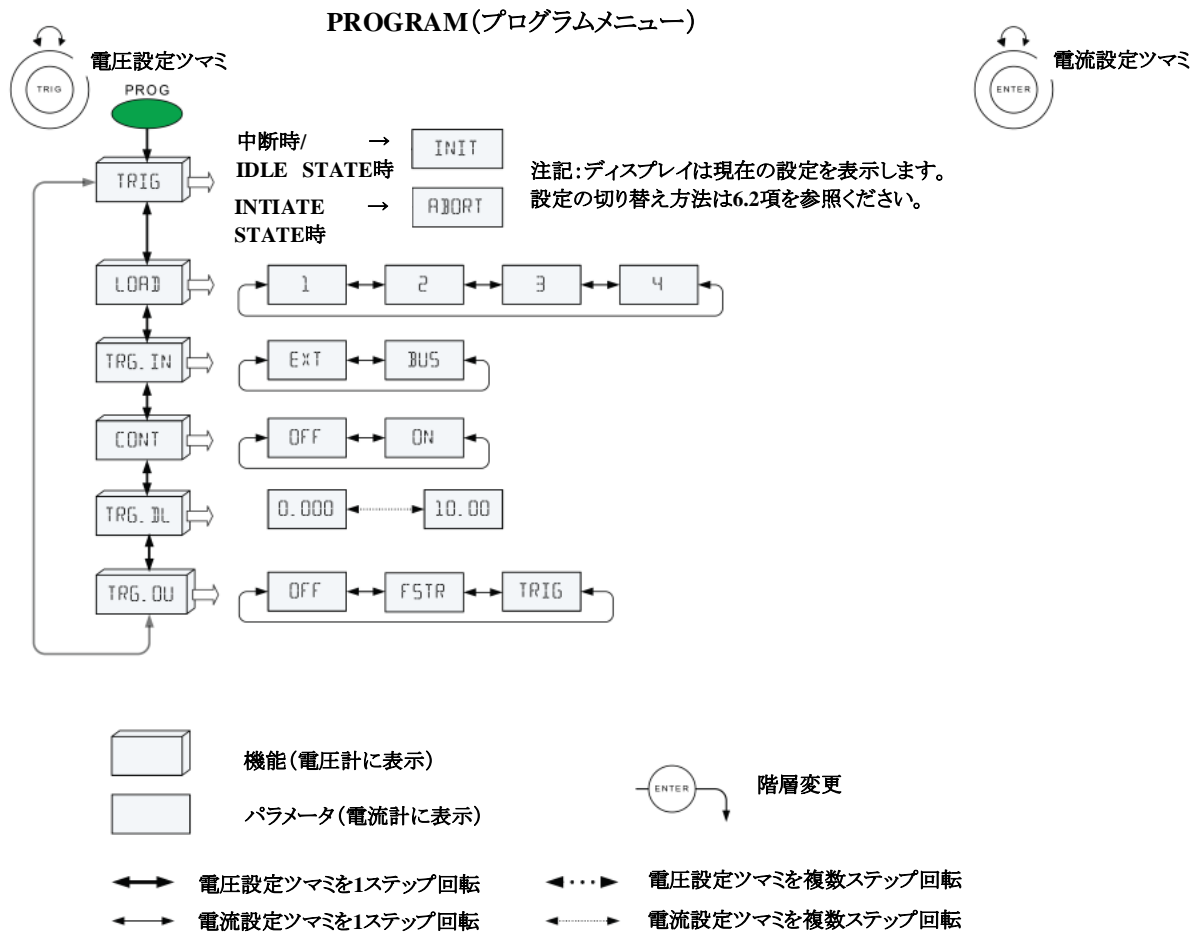 PROGRAM(プログラムメニュー)
TRIG
電圧設定ツマミ
ENTER
電流設定ツマミ
PROG
TRIG
中断時/
IDLE STATE時
→
INIT
INTIATE
STATE時
→
ABORT
注記:ディスプレイは現在の設定を表示します。
設定の切り替え方法は6.2項を参照ください。
LOAD
1
2
3
4
TRG.IN
EXT
BUS
CONT
OFF
ON
TRG.DL
0.000
10.00
TRG.OU
OFF
FSTR
TRIG
機能(電圧計に表示)
パラメータ(電流計に表示)
ENTER
階層変更
電圧設定ツマミを1ステップ回転
電圧設定ツマミを複数ステップ回転
電流設定ツマミを1ステップ回転
電流設定ツマミを複数ステップ回転